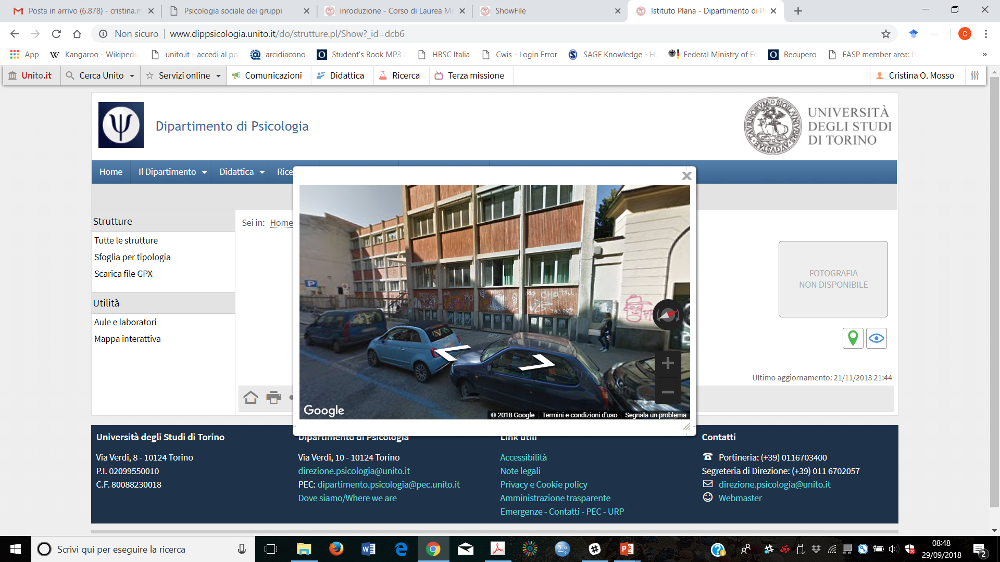 Posta in arrivo (6.878) - cristina.m
Psicologia sociale dei gruppi
inroduzione - Corso di Laurea Ma
ShowFile
Istituto Plana - Dipartimento di P
Non sicuro
www.dippsicologia.unito.it/do/strutture.pl/Show?_id=dcb6
C
App
Kangaroo - Wikipedia
unito.it - accedi al po
arcidiacono
Student's Book MP3 a
HBSC Italia
Cwis - Login Error
SAGE Knowledge - H
Federal Ministry of Ed
Recupero
EASP member area: P
»
Unito.it
Cerca Unito
Servizi online
Comunicazioni
Didattica
Ricerca
Terza missione
Cristina O. Mosso
Dipartimento di Psicologia
UNIVERSITÀ
DEGLI STUDI
DI TORINO
Home
Il Dipartimento
Didattica
Rice
Strutture
Tutte le strutture
Sfoglia per tipologia
Scarica file GPX
Utilità
Aule e laboratori
Mappa interattiva
Sei in: Home
P
Google
© 2018 Google
Termini e condizioni d'uso
Segnala un problema
FOTOGRAFIA
NON DISPONIBILE
Ultimo aggiornamento: 21/11/2013 21:44
Università degli Studi di Torino
Via Verdi, 8 - 10124 Torino
P.I. 02099550010
C.F. 80088230018
Dipartimento di Psicologia
Via Verdi, 10 - 10124 Torino
direzione.psicologia@unito.it
PEC: dipartimento.psicologia@pec.unito.it
Dove siamo/Where we are
Link utili
Accessibilità
Note legali
Privacy e Cookie policy
Amministrazione trasparente
Emergenze - Contatti - PEC - URP
Contatti
Portineria: (+39) 0116703400
Segreteria di Direzione: (+39) 011 6702057
direzione.psicologia@unito.it
Webmaster
Scrivi qui per eseguire la ricerca
08:48
29/09/2018
2